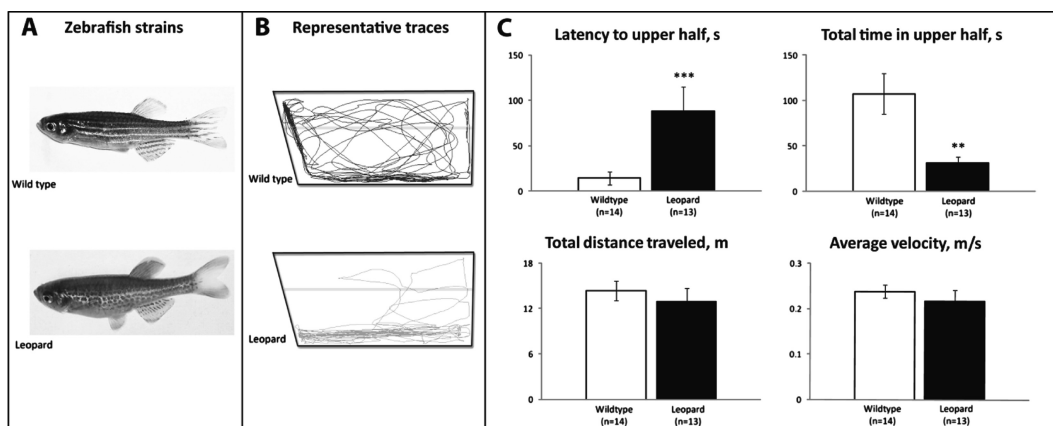 A Zebrafish strains
Wild type
Leopard
B Representative traces
Wild type
Leopard
C
Latency to upper half, s
150
100
50
0
***
Wildtype
(n=14)
Leopard
(n=13)
Total time in upper half, s
150
100
50
0
**
Wildtype
(n=14)
Leopard
(n=13)
Total distance traveled, m
18
12
6
0
Wildtype
(n=14)
Leopard
(n=13)
Average velocity, m/s
0.3
0.2
0.1
0
Wildtype
(n=14)
Leopard
(n=13)